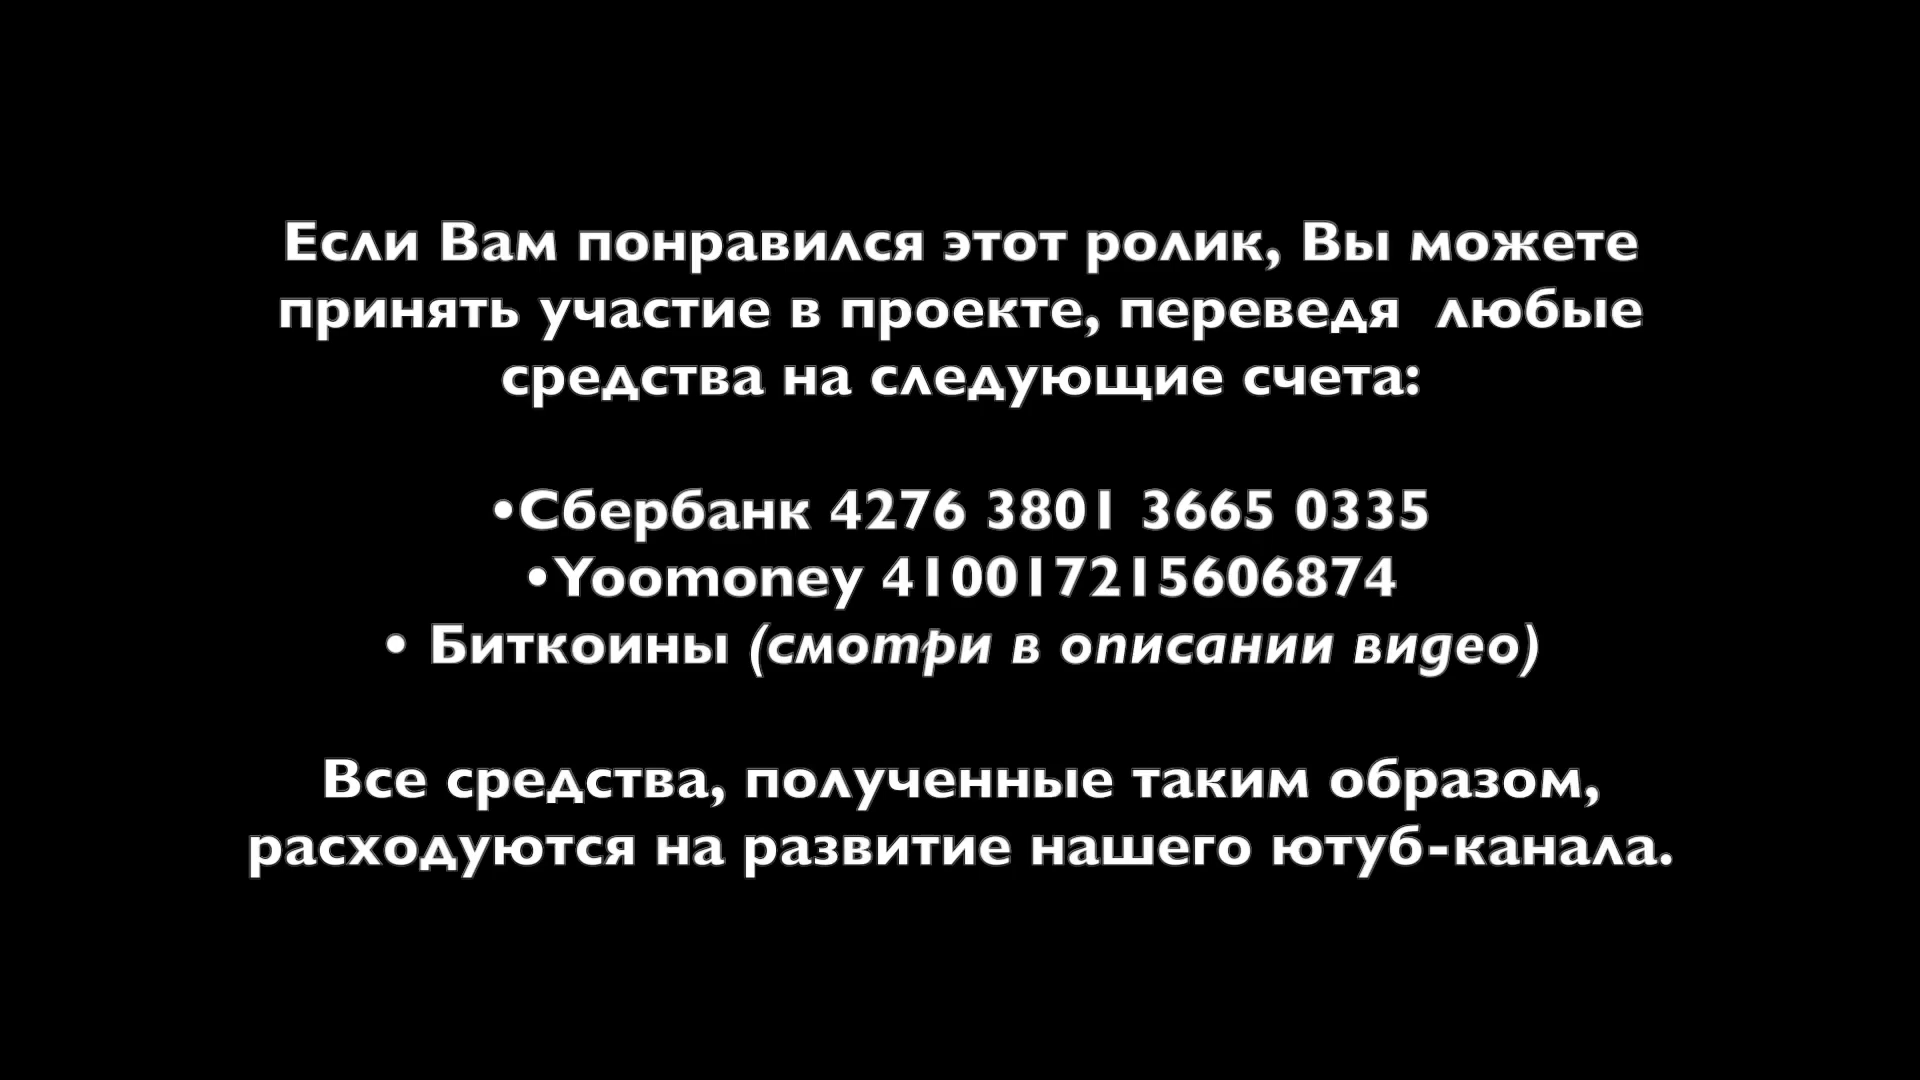 Если Вам понравился этот ролик, Вы можете
принять участие в проекте, переведя  любые
средства на следующие счета:
•Сбербанк 4276 3801 3665 0335
•Yoomoney 410017215606874
• Биткоины (смотри в описании видео)
Все средства, полученные таким образом,
расходуются на развитие нашего ютуб-канала.